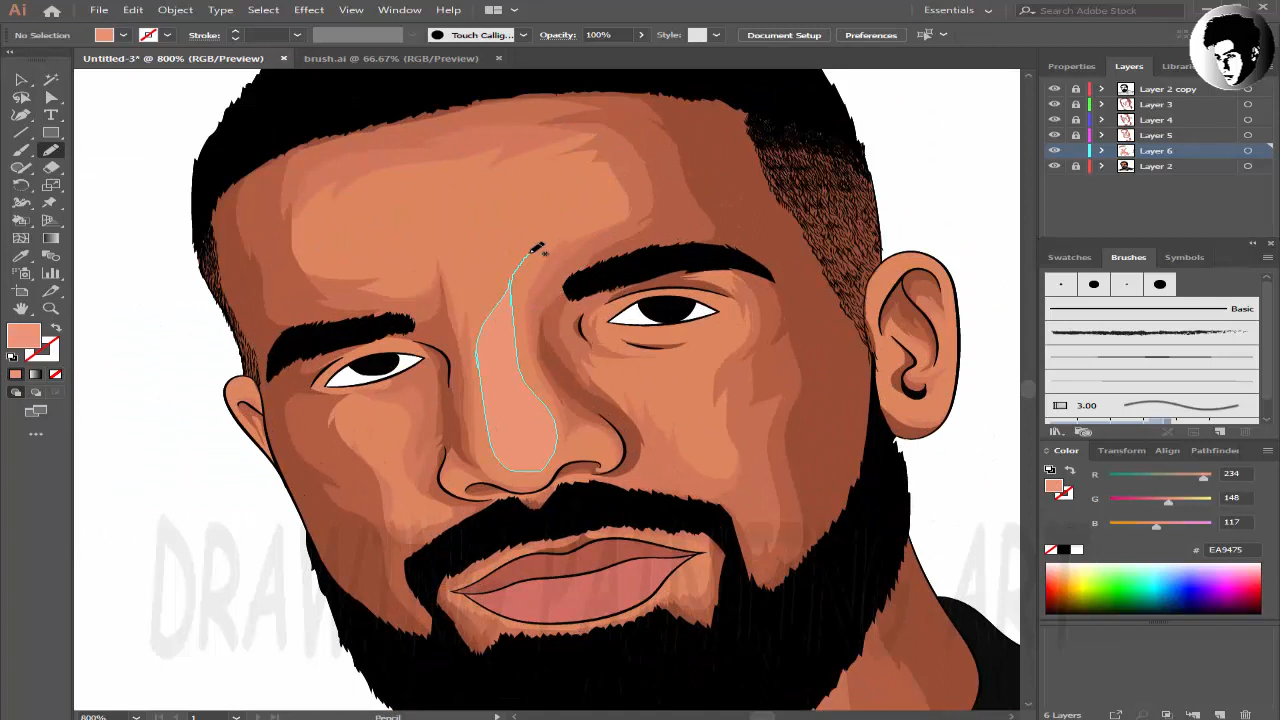 Ai File Edit Object Type Select Effect View Window Help Essentials Search Adobe Stock
No Selection Stroke: Touch Callig... Opacity: 100% Style: Document Setup Preferences
Untitled-3* @ 800% (RGB/Preview) brush.ai @ 66.67% (RGB/Preview)
Properties Layers Librari
Layer 2 copy
Layer 3
Layer 4
Layer 5
Layer 6
Layer 2
Swatches Brushes Symbols
Basic
3.00
Color Transform Align Pathfinder
R 234
G 148
B 117
# EA9475
6 Layers
800% 1 Pencil